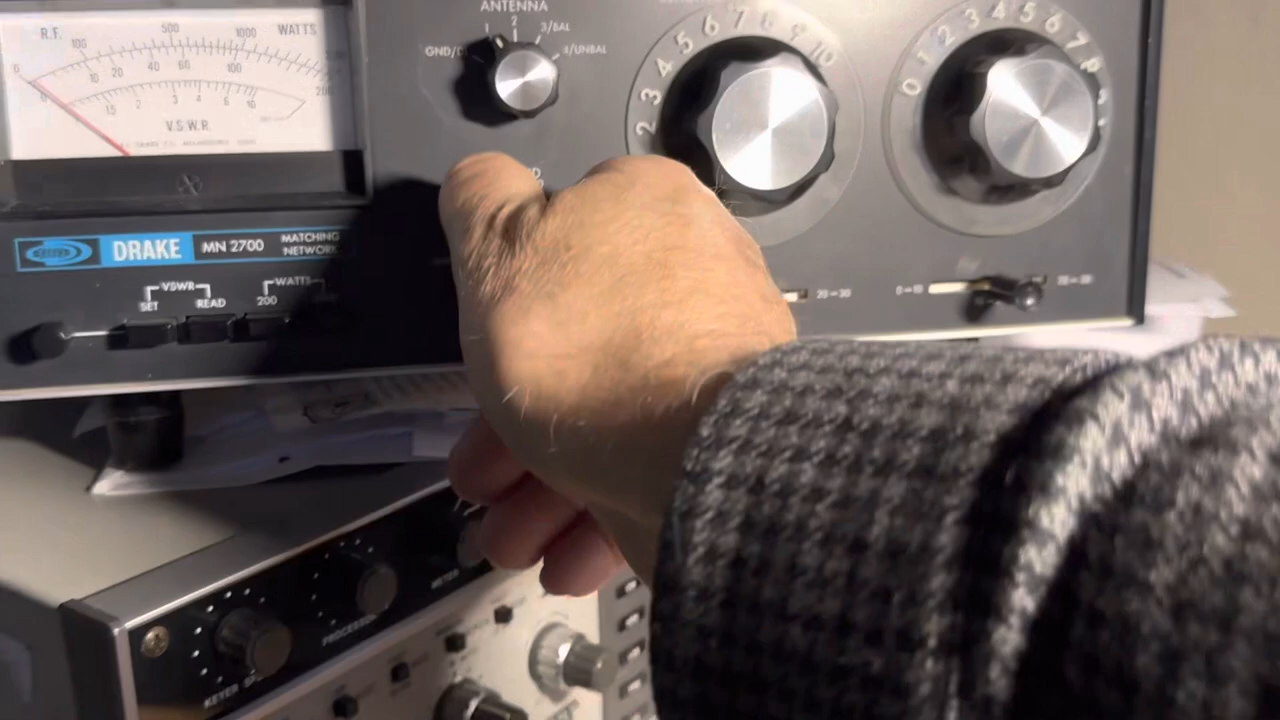 ANTENNA
1 2 3/BAL
4/UNBAL
R.F. 100 500 1000 WATTS
0 10 20 40 60 100 200
1.5 2 3 4 6 10
V.S.W.R.
2 3 4 5 6 7 8 9 10
0 1 2 3 4 5 6 7 8
DRAKE MN 2700 MATCHING
NETWORK
VSWR WATTS
SET READ 200
20-30 0-10
PROCESSOR
METER
KEYER